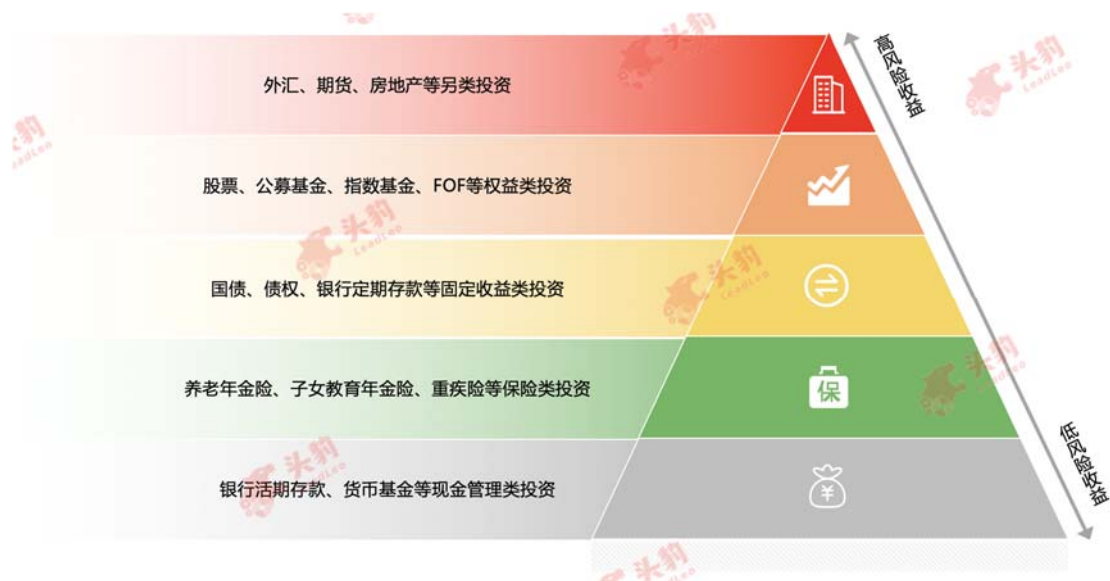 头豹
LeadLeo
高风险收益
外汇、期货、房地产等另类投资
股票、公募基金、指数基金、FOF等权益类投资
国债、债权、银行定期存款等固定收益类投资
养老年金险、子女教育年金险、重疾险等保险类投资
保
低风险收益
银行活期存款、货币基金等现金管理类投资
¥